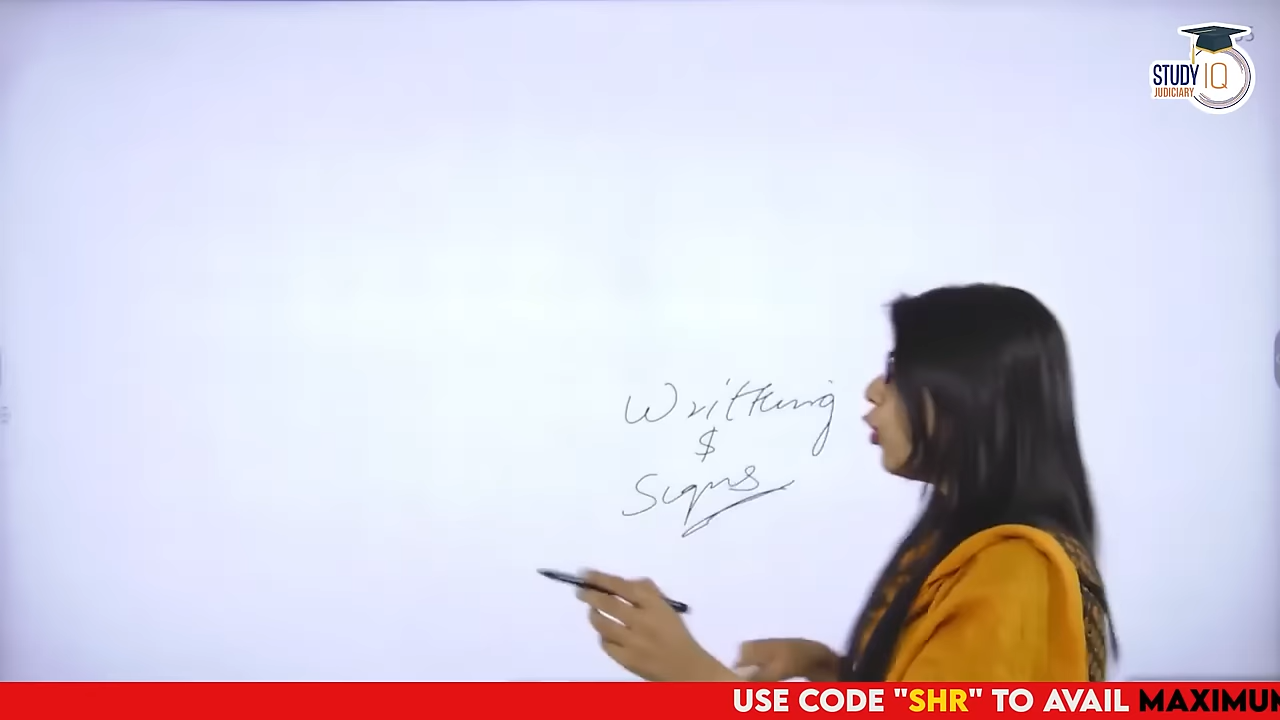 STUDY IQ
JUDICIARY
Writting
$
Signs
USE CODE "SHR" TO AVAIL MAXIMUM